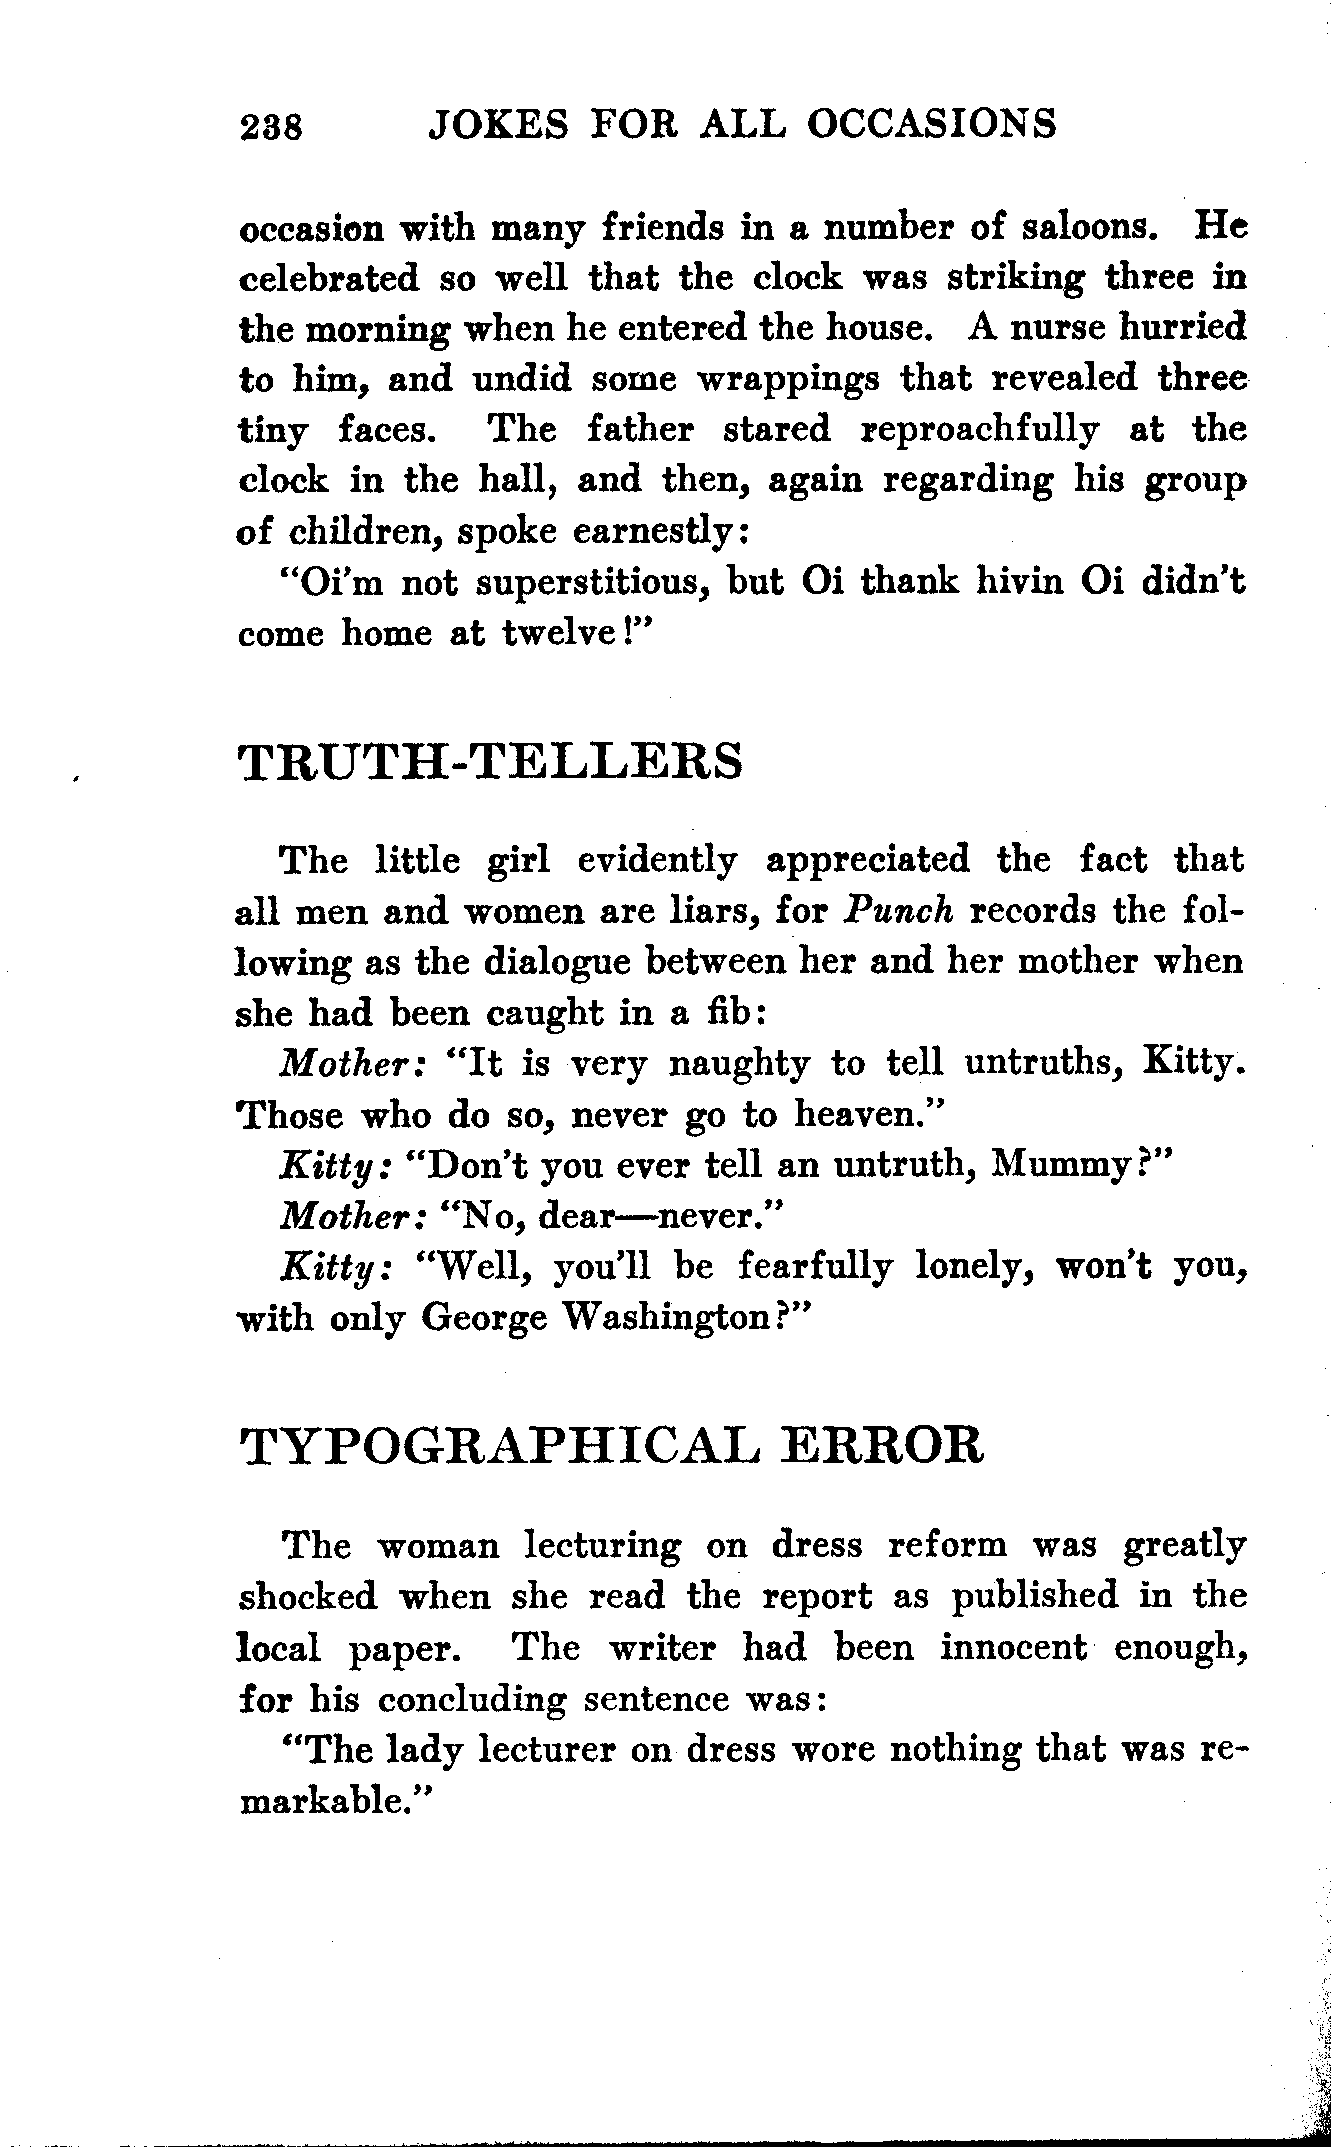 238 JOKES FOR ALL OCCASIONS
occasion with many friends in a number of saloons. He
celebrated so well that the clock was striking three in
the morning when he entered the house. A nurse hurried
to him, and undid some wrappings that revealed three
tiny faces. The father stared reproachfully at the
clock in the hall, and then, again regarding his group
of children, spoke earnestly:
"Oi'm not superstitious, but Oi thank hivin Oi didn't
come home at twelve!"
TRUTH-TELLERS
The little girl evidently appreciated the fact that
all men and women are liars, for Punch records the fol-
lowing as the dialogue between her and her mother when
she had been caught in a fib:
Mother: "It is very naughty to tell untruths, Kitty.
Those who do so, never go to heaven."
Kitty: "Don't you ever tell an untruth, Mummy?"
Mother: "No, dear—never."
Kitty: "Well, you'll be fearfully lonely, won't you,
with only George Washington?"
TYPOGRAPHICAL ERROR
The woman lecturing on dress reform was greatly
shocked when she read the report as published in the
local paper. The writer had been innocent enough,
for his concluding sentence was:
"The lady lecturer on dress wore nothing that was re-
markable."